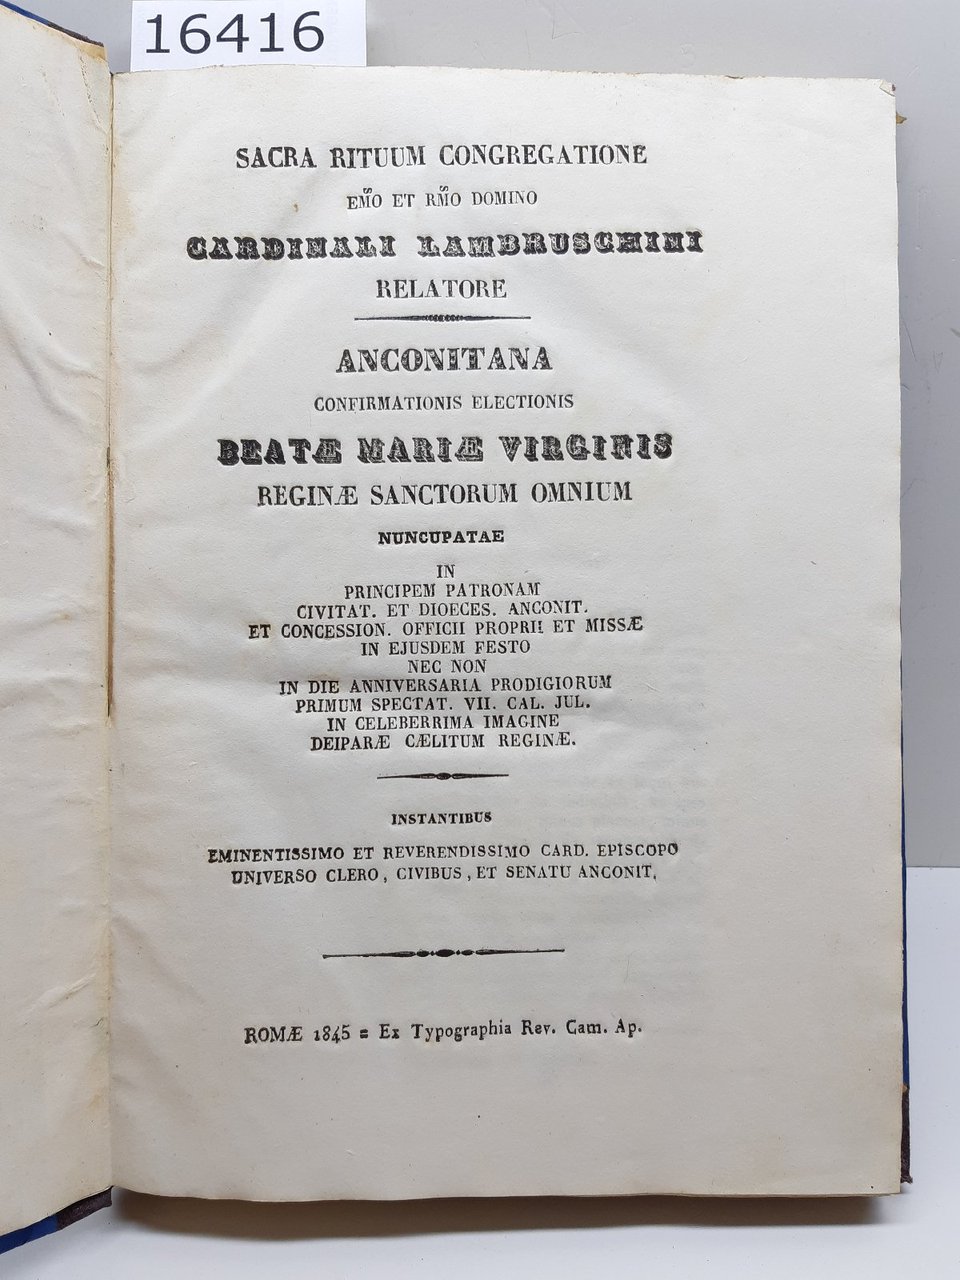 16416
SACRA RITUUM CONGREGATIONE
EM̃O ET RM̃O DOMINO
CARDINALI LAMBRUSCHINI
RELATORE
ANCONITANA
CONFIRMATIONIS ELECTIONIS
BEATÆ MARIÆ VIRGINIS
REGINÆ SANCTORUM OMNIUM
NUNCUPATAE
IN
PRINCIPEM PATRONAM
CIVITAT. ET DIOECES. ANCONIT.
ET CONCESSION. OFFICII PROPRII ET MISSÆ
IN EJUSDEM FESTO
NEC NON
IN DIE ANNIVERSARIA PRODIGIORUM
PRIMUM SPECTAT. VII. CAL. JUL.
IN CELEBERRIMA IMAGINE
DEIPARÆ CÆLITUM REGINÆ.
INSTANTIBUS
EMINENTISSIMO ET REVERENDISSIMO CARD. EPISCOPO
UNIVERSO CLERO, CIVIBUS, ET SENATU ANCONIT.
ROMÆ 1845 = Ex Typographia Rev. Cam. Ap.